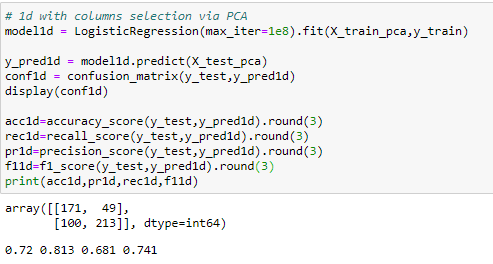 # 1d with columns selection via PCA
model1d = LogisticRegression(max_iter=1e8).fit(X_train_pca,y_train)
y_pred1d = model1d.predict(X_test_pca)
conf1d = confusion_matrix(y_test,y_pred1d)
display(conf1d)
acc1d=accuracy_score(y_test,y_pred1d).round(3)
rec1d=recall_score(y_test,y_pred1d).round(3)
pr1d=precision_score(y_test,y_pred1d).round(3)
f11d=f1_score(y_test,y_pred1d).round(3)
print(acc1d,pr1d,rec1d,f11d)
array([[171,  49],
       [100, 213]], dtype=int64)
0.72 0.813 0.681 0.741